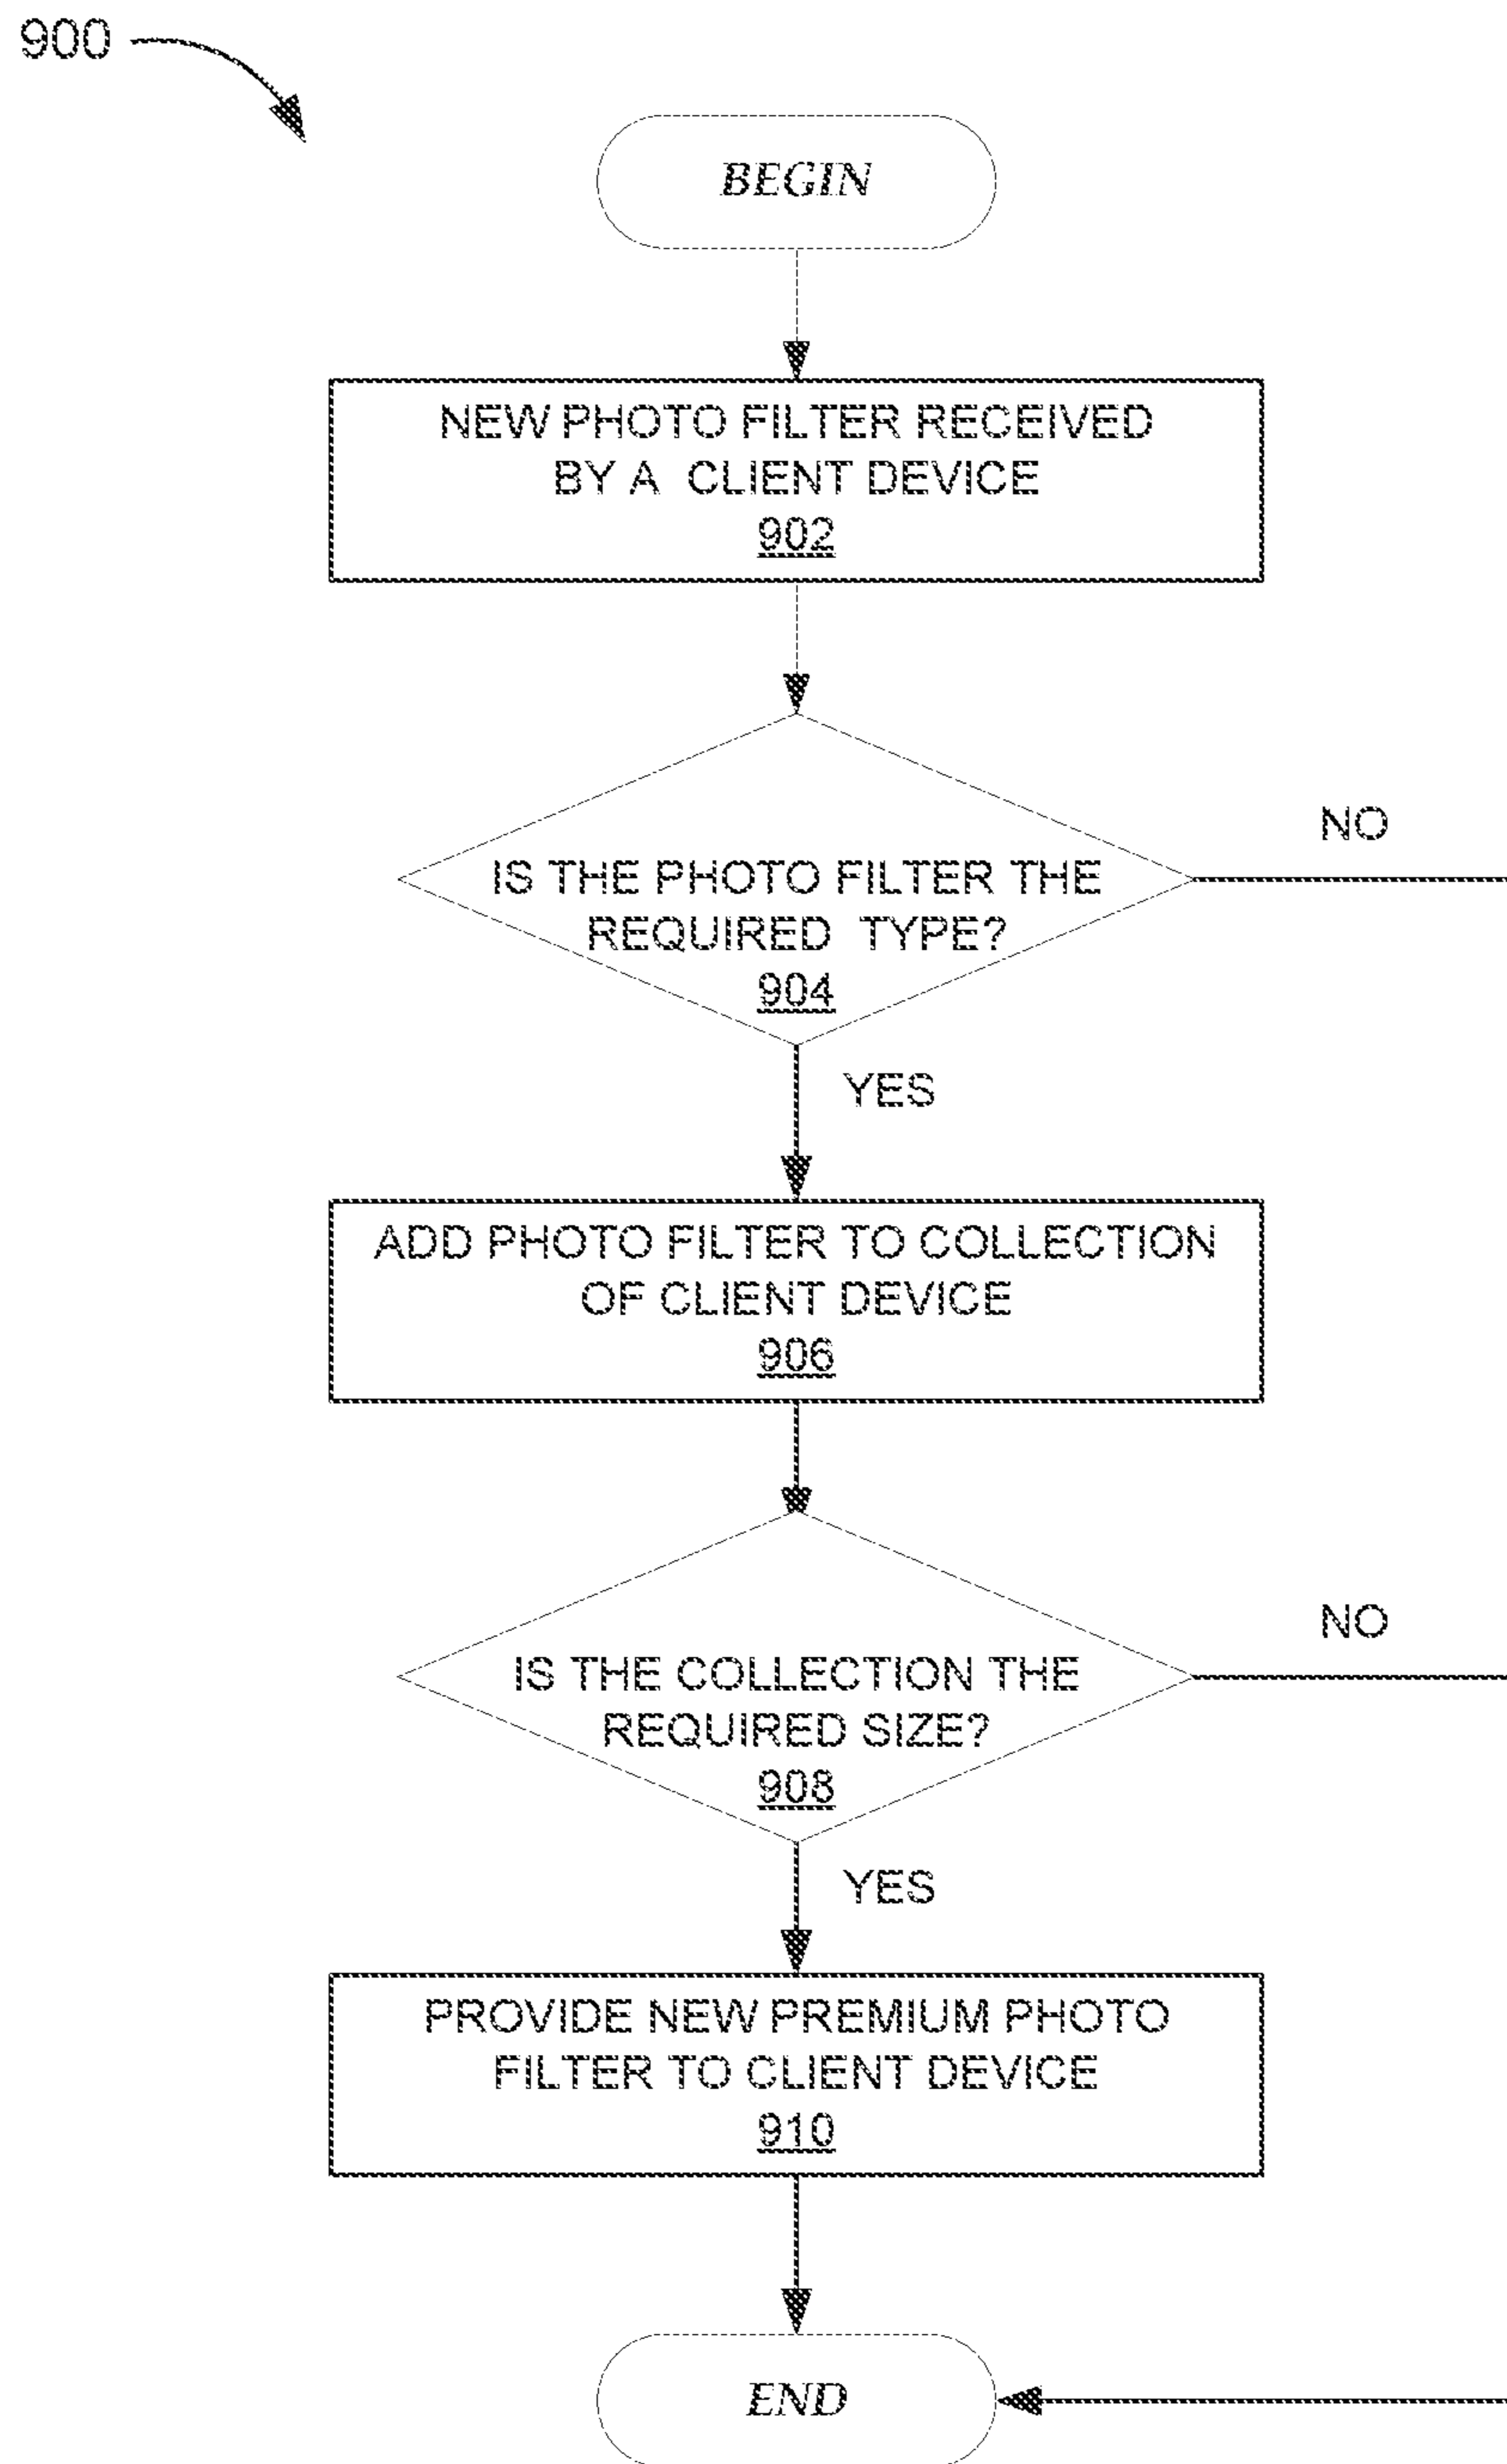 900
BEGIN
NEW PHOTO FILTER RECEIVED
BY A CLIENT DEVICE
902
IS THE PHOTO FILTER THE
REQUIRED TYPE?
904
NO
YES
ADD PHOTO FILTER TO COLLECTION
OF CLIENT DEVICE
906
IS THE COLLECTION THE
REQUIRED SIZE?
908
NO
YES
PROVIDE NEW PREMIUM PHOTO
FILTER TO CLIENT DEVICE
910
END